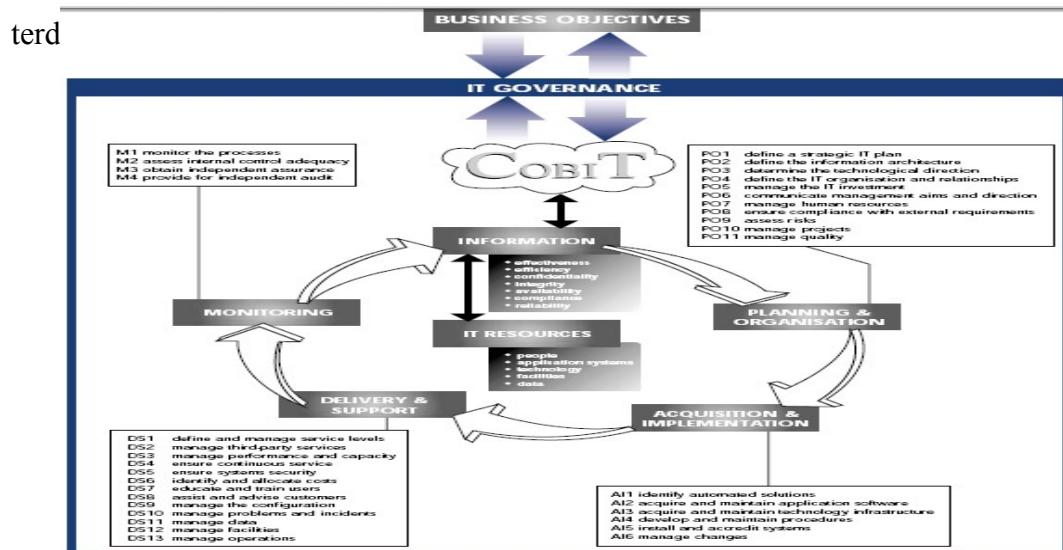 BUSINESS OBJECTIVES
terd
IT GOVERNANCE
COBIT
M1 monitor the processes
M2 assess internal control adequacy
M3 obtain independent assurance
M4 provide for independent audit
PO1 define a strategic IT plan
PO2 define the information architecture
PO3 determine the technological direction
PO4 define the IT organisation and relationships
PO5 manage the IT investment
PO6 communicate management aims and direction
PO7 manage human resources
PO8 ensure compliance with external requirements
PO9 assess risks
PO10 manage projects
PO11 manage quality
INFORMATION
• effectiveness
• efficiency
• confidentiality
• integrity
• availability
• compliance
• reliability
MONITORING
PLANNING &
ORGANISATION
IT RESOURCES
• people
• application systems
• technology
• facilities
• data
DELIVERY &
SUPPORT
ACQUISITION &
IMPLEMENTATION
DS1 define and manage service levels
DS2 manage third-party services
DS3 manage performance and capacity
DS4 ensure continuous service
DS5 ensure systems security
DS6 identify and allocate costs
DS7 educate and train users
DS8 assist and advise customers
DS9 manage the configuration
DS10 manage problems and incidents
DS11 manage data
DS12 manage facilities
DS13 manage operations
AI1 identify automated solutions
AI2 acquire and maintain application software
AI3 acquire and maintain technology infrastructure
AI4 develop and maintain procedures
AI5 install and accredit systems
AI6 manage changes